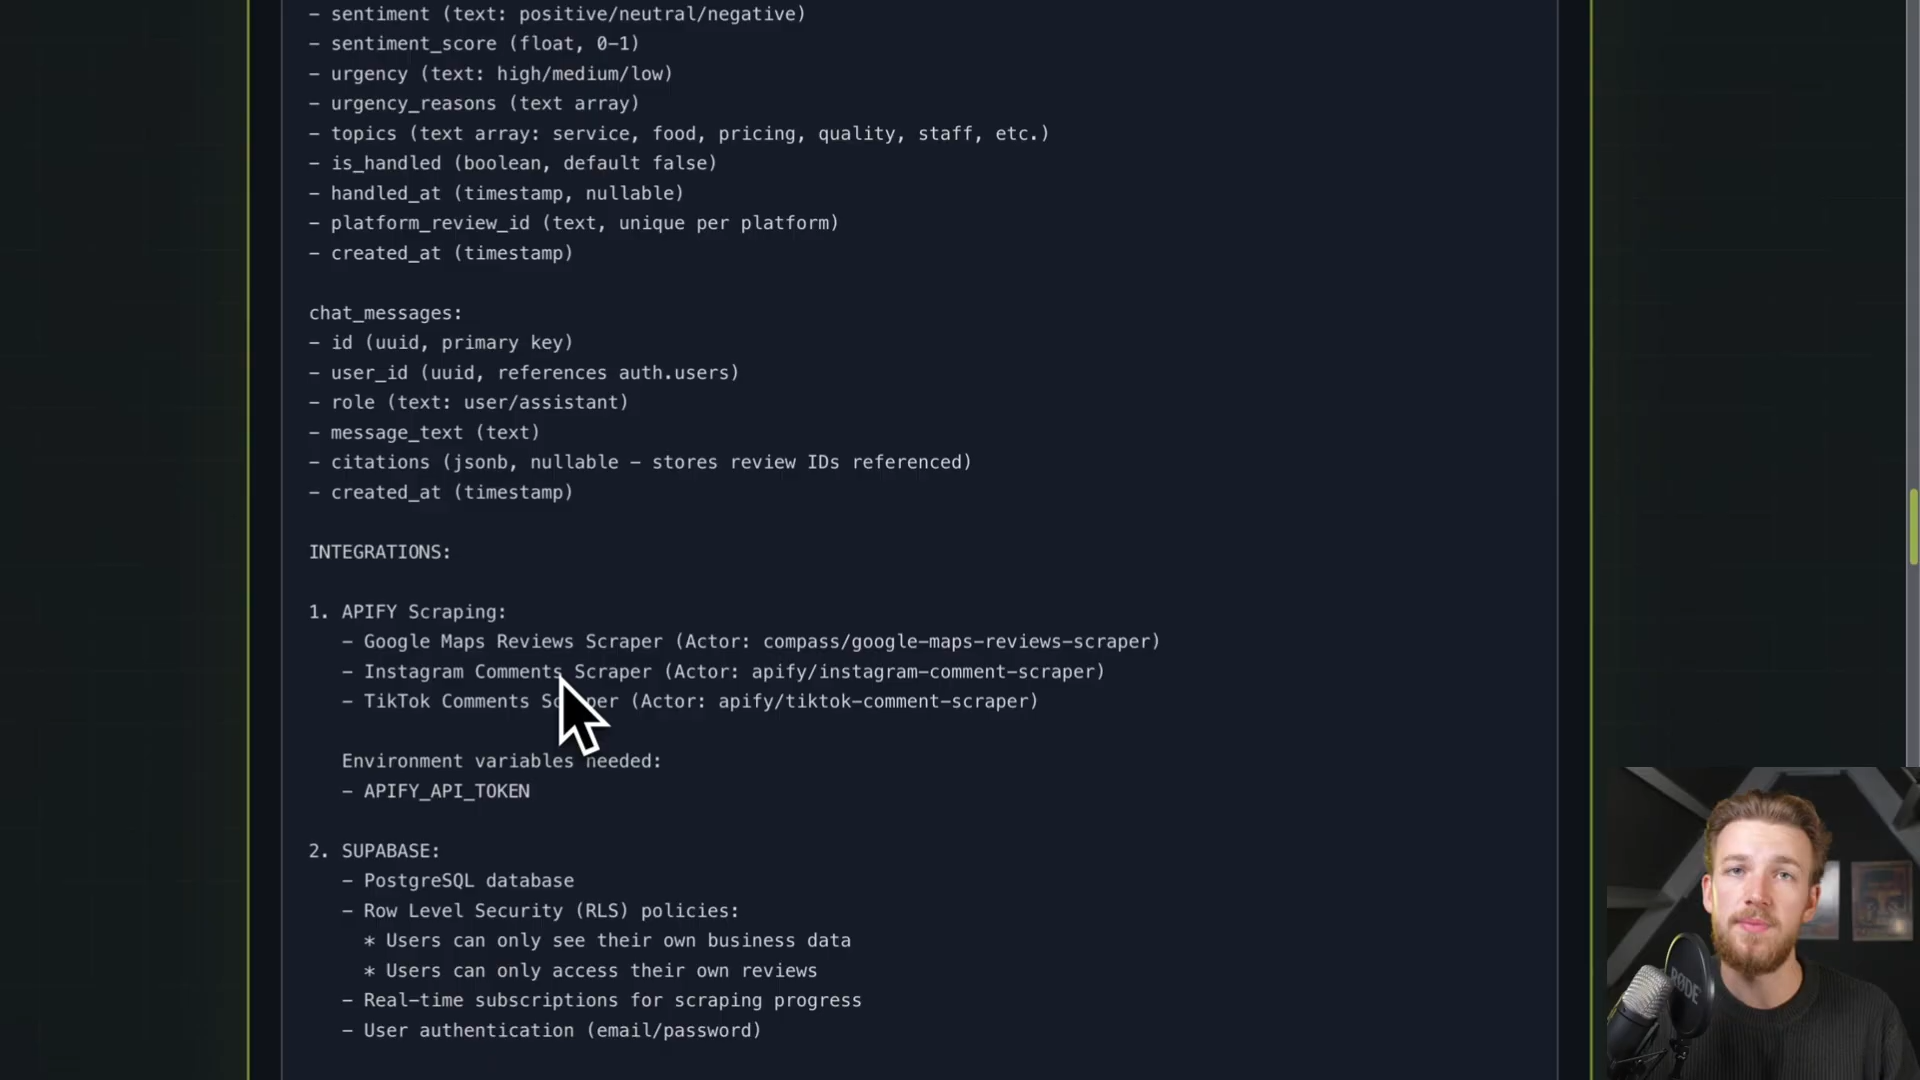 – sentiment (text: positive/neutral/negative)
– sentiment_score (float, 0–1)
– urgency (text: high/medium/low)
– urgency_reasons (text array)
– topics (text array: service, food, pricing, quality, staff, etc.)
– is_handled (boolean, default false)
– handled_at (timestamp, nullable)
– platform_review_id (text, unique per platform)
– created_at (timestamp)
chat_messages:
– id (uuid, primary key)
– user_id (uuid, references auth.users)
– role (text: user/assistant)
– message_text (text)
– citations (jsonb, nullable – stores review IDs referenced)
– created_at (timestamp)
INTEGRATIONS:
1. APIFY Scraping:
– Google Maps Reviews Scraper (Actor: compass/google–maps–reviews–scraper)
– Instagram Comments Scraper (Actor: apify/instagram–comment–scraper)
– TikTok Comments Scraper (Actor: apify/tiktok–comment–scraper)
Environment variables needed:
– APIFY_API_TOKEN
2. SUPABASE:
– PostgreSQL database
– Row Level Security (RLS) policies:
* Users can only see their own business data
* Users can only access their own reviews
– Real–time subscriptions for scraping progress
– User authentication (email/password)
RØDE